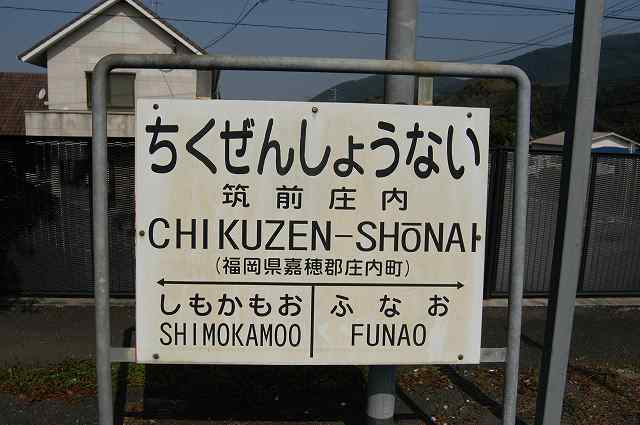 ちくぜんしょうない
筑前庄内
CHIKUZEN-SHŌNAI
(福岡県嘉穂郡庄内町)
しもかもお ふなお
SHIMOKAMOO FUNAO